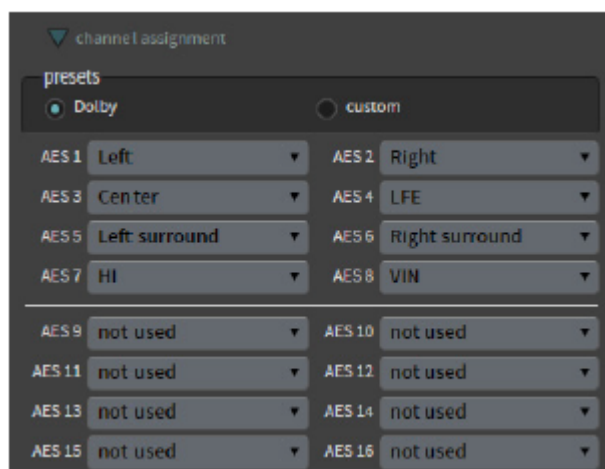 channel assignment
presets
Dolby custom
AES 1 Left AES 2 Right
AES 3 Center AES 4 LFE
AES 5 Left surround AES 6 Right surround
AES 7 HI AES 8 VIN
AES 9 not used AES 10 not used
AES 11 not used AES 12 not used
AES 13 not used AES 14 not used
AES 15 not used AES 16 not used